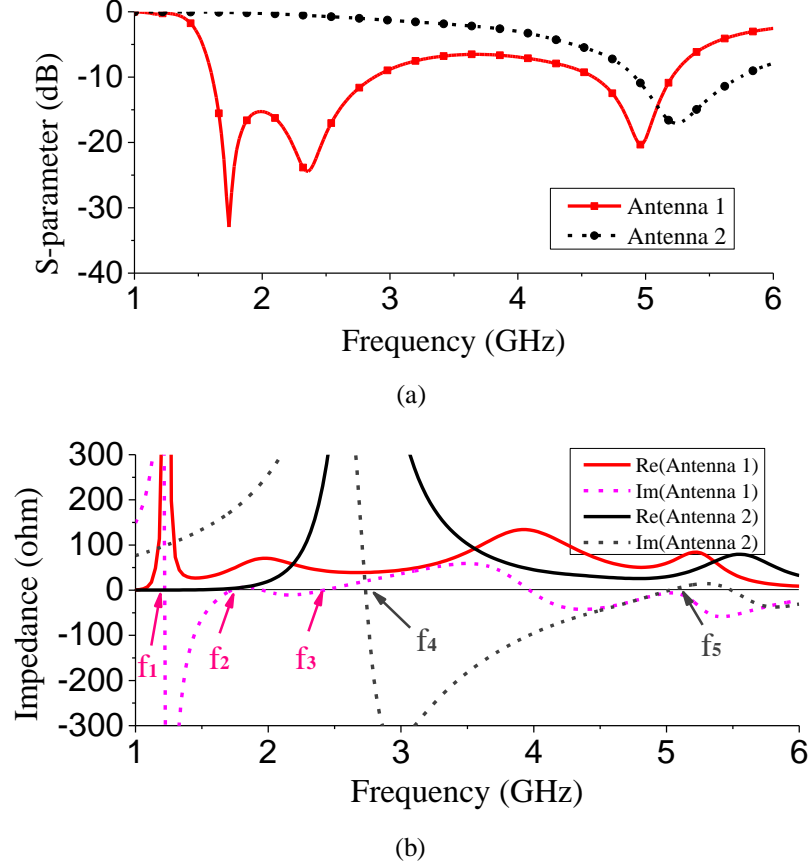 0
-10
-20
-30
-40
S-parameter (dB)
Antenna 1
Antenna 2
1 2 3 4 5 6
Frequency (GHz)
(a)
300
200
100
0
-100
-200
-300
Impedance (ohm)
Re(Antenna 1)
Im(Antenna 1)
Re(Antenna 2)
Im(Antenna 2)
f1 f2 f3 f4 f5
1 2 3 4 5 6
Frequency (GHz)
(b)